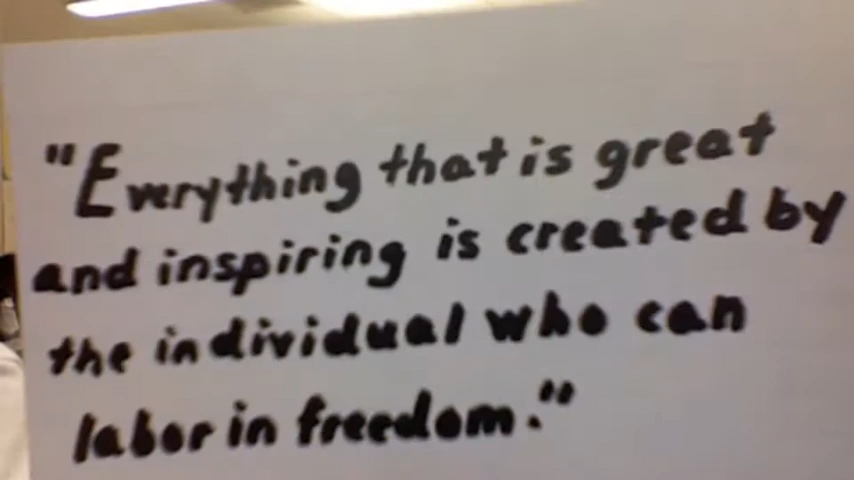 "Everything that is great
and inspiring is created by
the individual who can
labor in freedom."